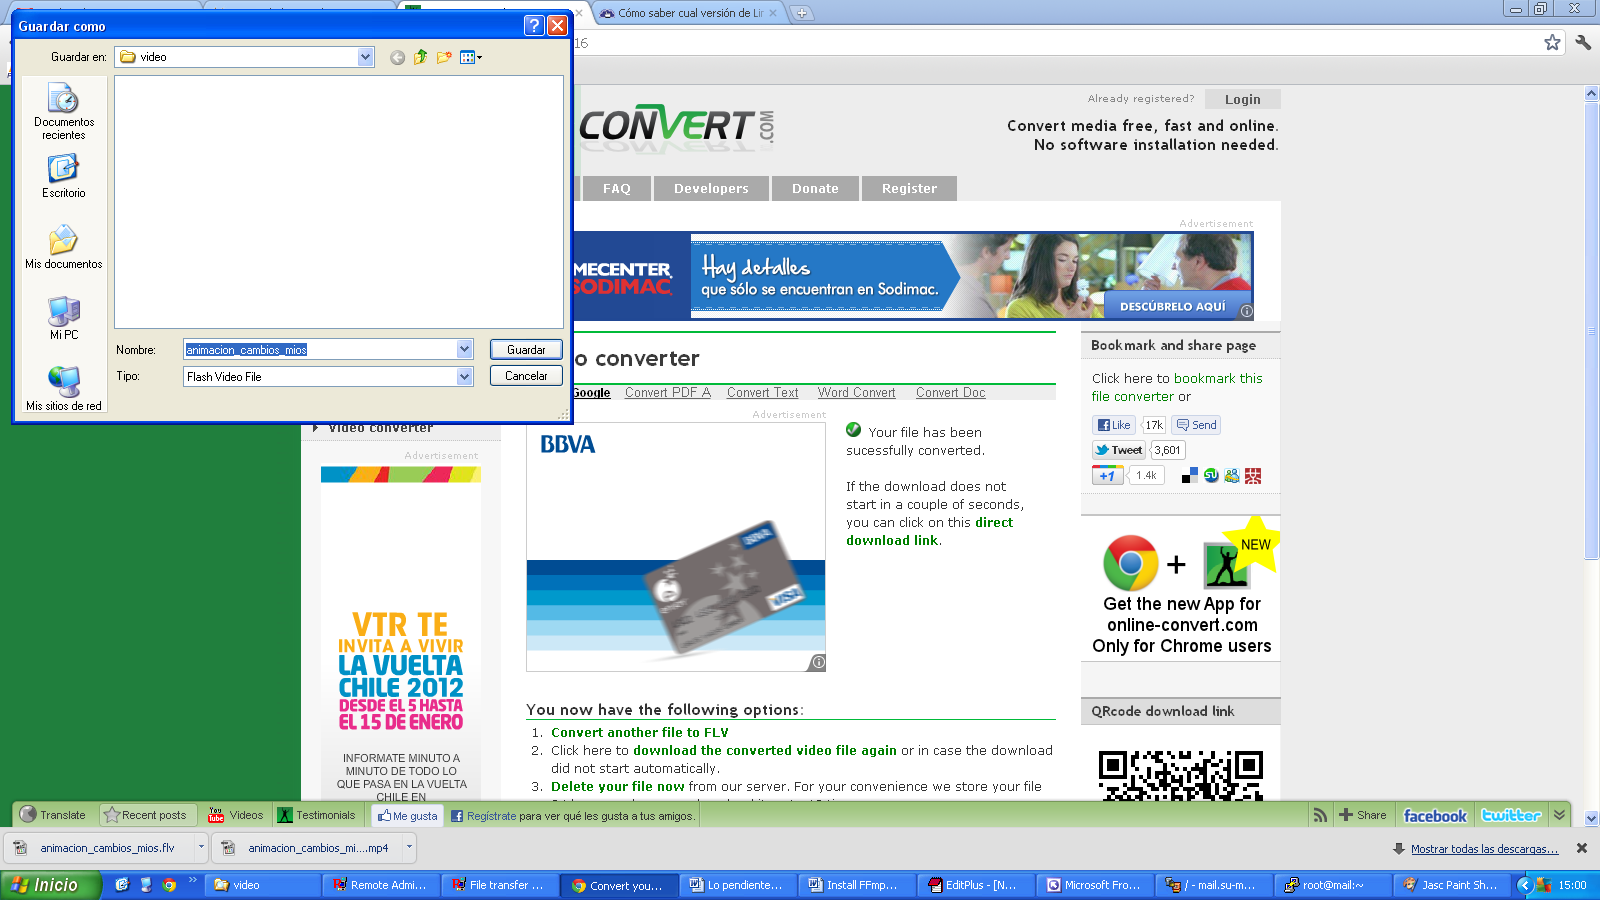 Guardar como
Cómo saber cual versión de Lir
Guardar en:
video
16
Documentos
recientes
Escritorio
Mis documentos
Mi PC
Mis sitios de red
Nombre:
animacion_cambios_mios
Guardar
Tipo:
Flash Video File
Cancelar
CONVERT.COM
Already registered?
Login
Convert media free, fast and online.
No software installation needed.
FAQ
Developers
Donate
Register
Advertisement
MECENTER
SODIMAC
Hay detalles
que sólo se encuentran en Sodimac.
DESCÚBRELO AQUÍ
o converter
Google
Convert PDF A
Convert Text
Word Convert
Convert Doc
Video converter
Advertisement
VTR TE
INVITA A VIVIR
LA VUELTA
CHILE 2012
DESDE EL 5 HASTA
EL 15 DE ENERO
INFORMATE MINUTO A
MINUTO DE TODO LO
QUE PASA EN LA VUELTA
CHILE EN
Advertisement
BBVA
BBVA
VISA
Your file has been
sucessfully converted.
If the download does not
start in a couple of seconds,
you can click on this direct
download link.
You now have the following options:
1. Convert another file to FLV
2. Click here to download the converted video file again or in case the download
did not start automatically.
3. Delete your file now from our server. For your convenience we store your file
Bookmark and share page
Click here to bookmark this
file converter or
Like
17k
Send
Tweet
3,601
+1
1.4k
NEW
Get the new App for
online-convert.com
Only for Chrome users
QRcode download link
Translate
Recent posts
You Tube
Videos
Testimonials
Me gusta
Regístrate para ver qué les gusta a tus amigos.
Share
facebook
twitter
animacion_cambios_mios.flv
animacion_cambios_mi....mp4
Mostrar todas las descargas...
Inicio
video
Remote Admi...
File transfer ...
Convert you...
Lo pendiente...
Install FFmp...
EditPlus - [N...
Microsoft Fro...
/ - mail.su-m...
root@mail:~
Jasc Paint Sh...
15:00